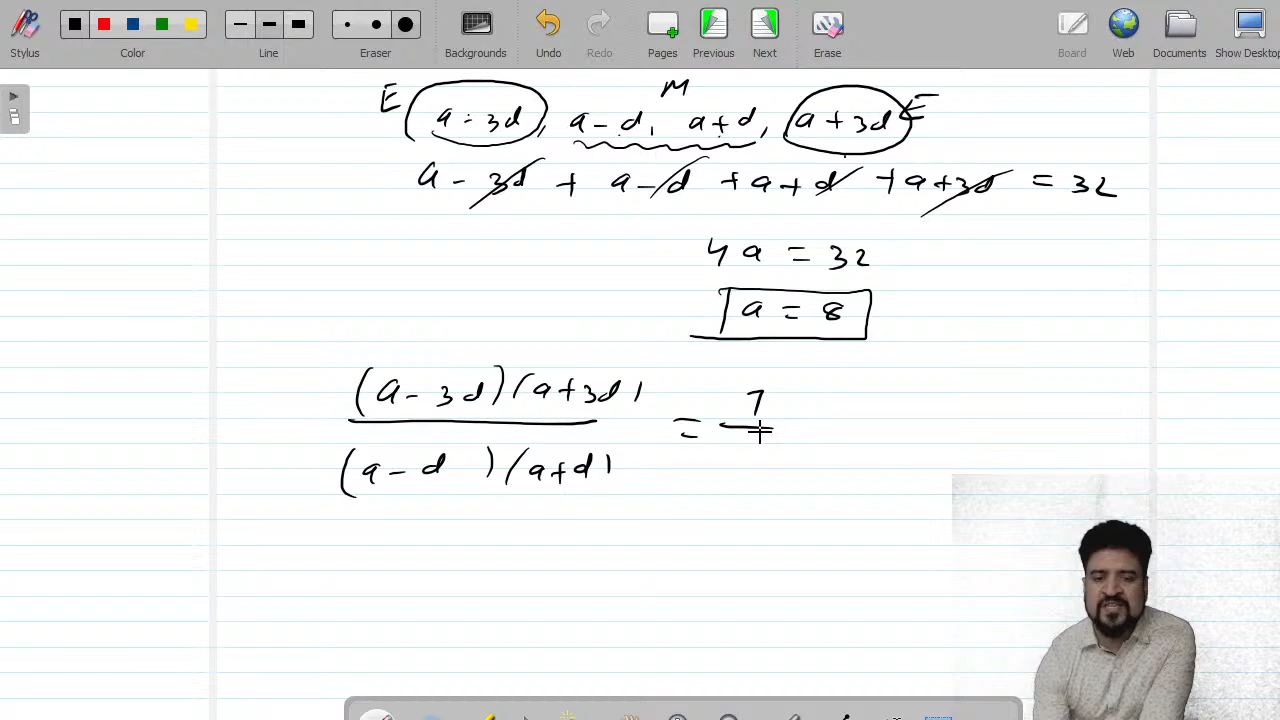 Stylus Color Line Eraser Backgrounds Undo Redo Pages Previous Next Erase Board Web Documents Show Desktop
E M E
a - 3d, a - d, a + d, a + 3d
a - 3d + a - d + a + d + a + 3d = 32
4a = 32
a = 8
(a - 3d) (a + 3d)
= 7
(a - d ) (a + d)